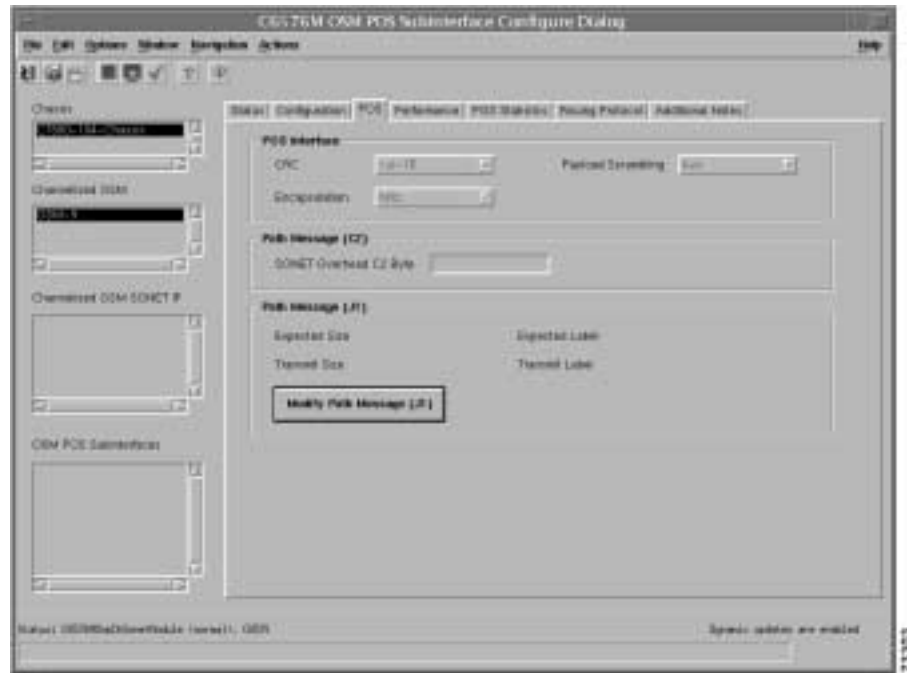 C6576M OSM POS Subinterface Configure Dialog
File Edit Options Window Navigation Actions Help
Chassis
Status Configuration POS Performance POS Statistics Routing Protocol Additional Notes
POS Interface
CRC
Payload Scrambling
Encapsulation
Channelized OSM
Path Message (C2)
SONET Overhead C2 Byte
Channelized OSM SONET IF
Path Message (J1)
Expected Size Expected Label
Transmit Size Transmit Label
Modify Path Message (J1)
OSM POS Subinterfaces
Dynamic updates are enabled